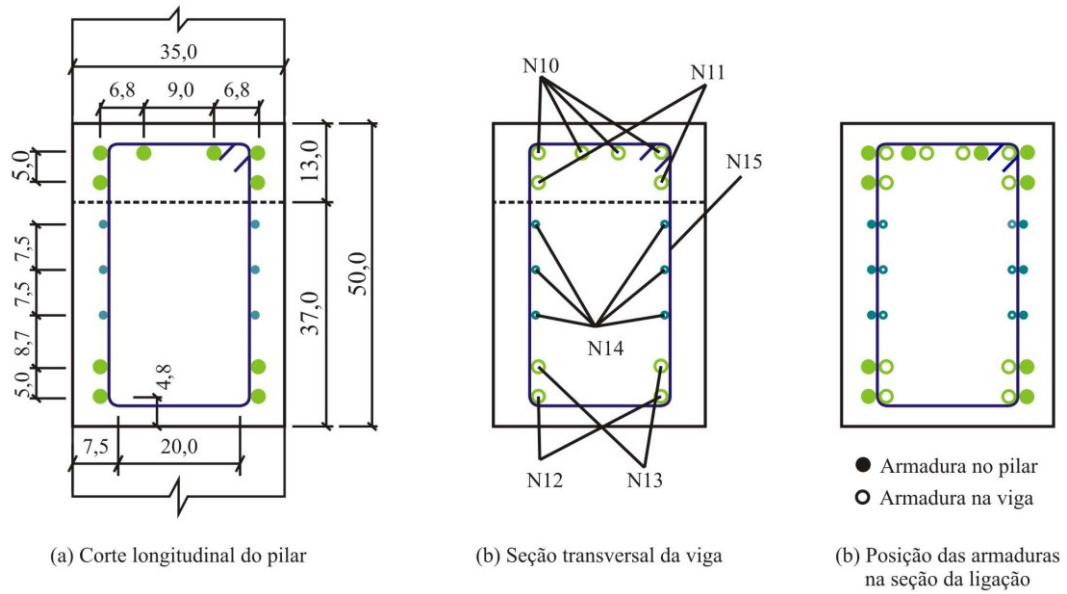 35,0
6,8 9,0 6,8
5,0
13,0
7,5
7,5
8,7
5,0
37,0
50,0
4,8
7,5 20,0
(a) Corte longitudinal do pilar
N10
N11
N15
N14
N12
N13
(b) Seção transversal da viga
Armadura no pilar
Armadura na viga
(b) Posição das armaduras
na seção da ligação